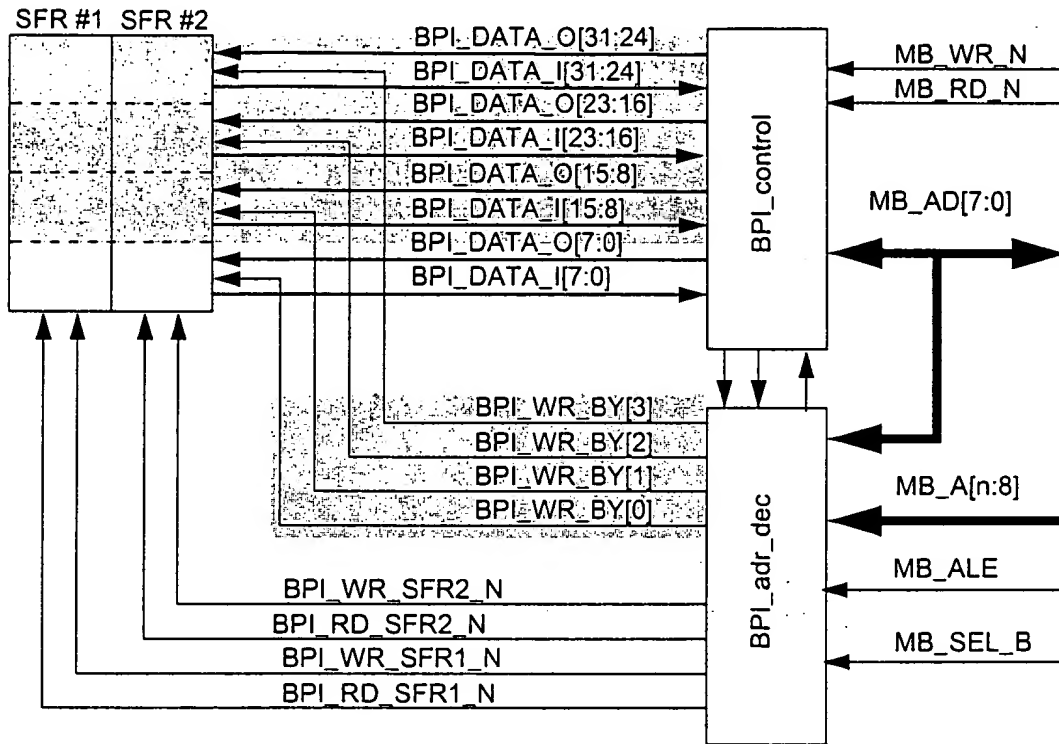 SFR #1 SFR #2
BPI_DATA_O[31:24]
BPI_DATA_I[31:24]
BPI_DATA_O[23:16]
BPI_DATA_I[23:16]
BPI_DATA_O[15:8]
BPI_DATA_I[15:8]
BPI_DATA_O[7:0]
BPI_DATA_I[7:0]
BPI_control
MB_WR_N
MB_RD_N
MB_AD[7:0]
BPI_WR_BY[3]
BPI_WR_BY[2]
BPI_WR_BY[1]
BPI_WR_BY[0]
BPI_WR_SFR2_N
BPI_RD_SFR2_N
BPI_WR_SFR1_N
BPI_RD_SFR1_N
BPI_adr_dec
MB_A[n:8]
MB_ALE
MB_SEL_B